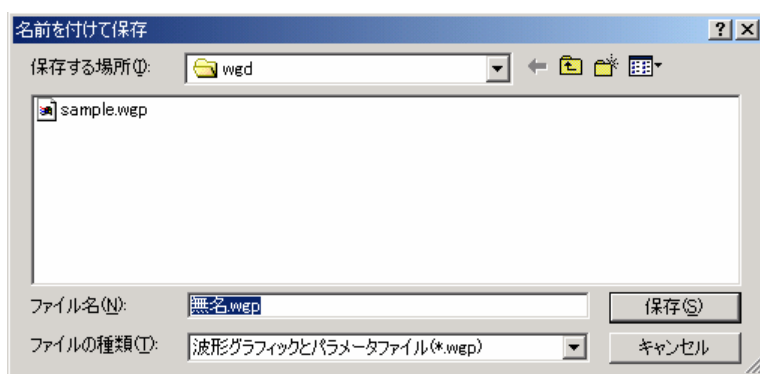 名前を付けて保存
保存する場所(I): wgd
sample.wgp
ファイル名(N): 無名.wgp 保存(S)
ファイルの種類(T): 波形グラフィックとパラメータファイル(*.wgp) キャンセル